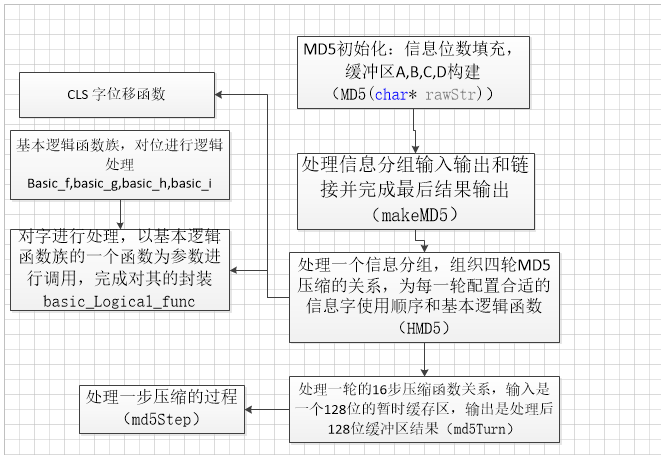 MD5初始化：信息位数填充，
缓冲区A,B,C,D构建
（MD5(char* rawStr)）
CLS 字位移函数
基本逻辑函数族，对位进行逻辑
处理
Basic_f,basic_g,basic_h,basic_i
处理信息分组输入输出和链
接并完成最后结果输出
（makeMD5）
对字进行处理，以基本逻辑
函数族的一个函数为参数进
行调用，完成对其的封装
basic_Logical_func
处理一个信息分组，组织四轮MD5
压缩的关系，为每一轮配置合适的
信息字使用顺序和基本逻辑函数
（HMD5）
处理一步压缩的过程
（md5Step）
处理一轮的16步压缩函数关系，输入是
一个128位的暂时缓存区，输出是处理后
128位缓冲区结果（md5Turn）